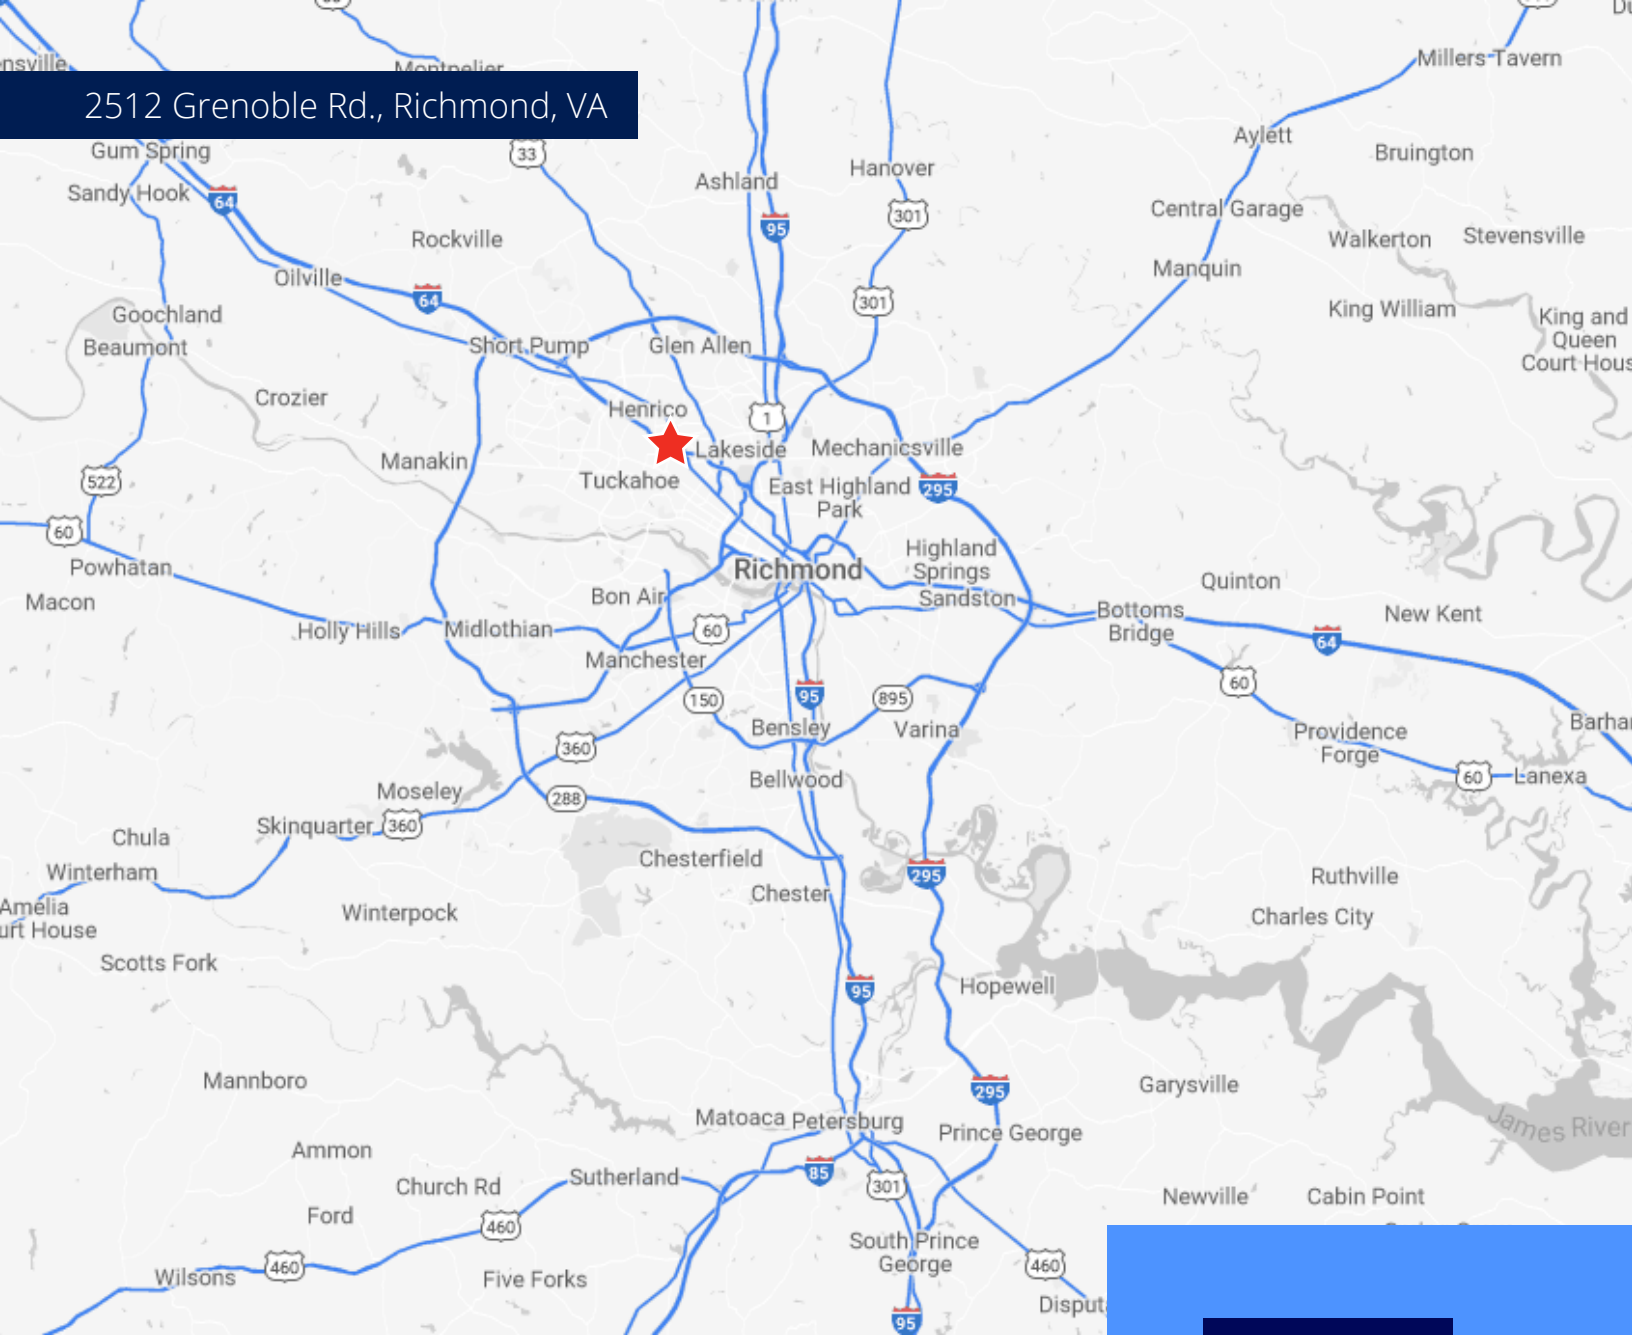 Millers Tavern
2512 Grenoble Rd., Richmond, VA
Aylett
Gum Spring
33
Bruington
Hanover
Ashland
Sandy Hook
64
Central Garage
301
95
Rockville
Walkerton
Stevensville
Manquin
Oilville
64
301
King William
Goochland
King and
Queen
Court Hous
Beaumont
Short Pump
Glen Allen
Crozier
Henrico
1
Lakeside
Mechanicsville
Manakin
522
Tuckahoe
East Highland
Park
295
60
Powhatan
Richmond
Highland
Springs
Quinton
Macon
Bon Air
Sandston
Bottoms
Bridge
New Kent
Holly Hills
Midlothian
60
64
Manchester
60
150
95
895
Bensley
Varina
Providence
Forge
Barha
360
Bellwood
60
Lanexa
Moseley
288
Skinquarter
360
Chula
Winterham
Chesterfield
295
Ruthville
Chester
Amelia
urt House
Winterpock
Charles City
Scotts Fork
95
Hopewell
Mannboro
295
Garysville
Matoaca
Petersburg
Prince George
James River
Ammon
Church Rd
Sutherland
85
301
Newville
Cabin Point
Ford
460
South Prince
George
460
460
Wilsons
Five Forks
Disput
95